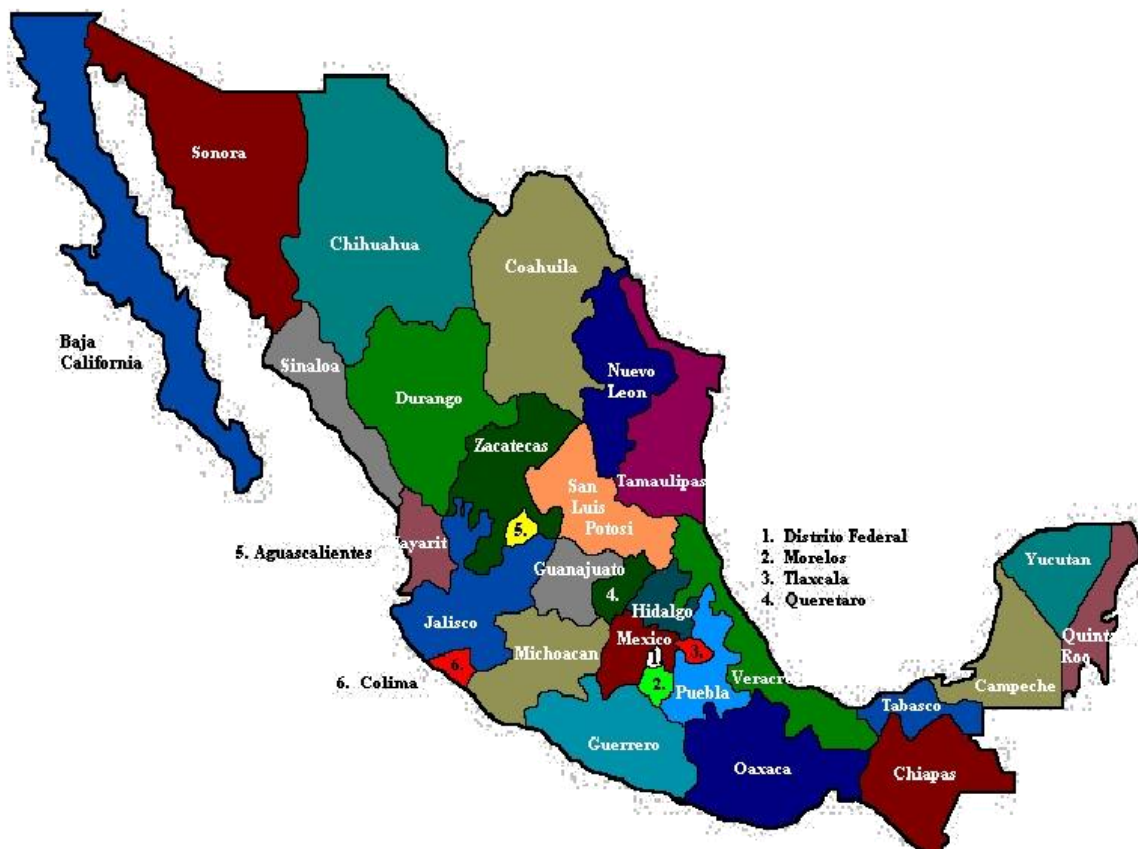 Sonora
Chihuahua
Coahuila
Baja
California
Sinaloa
Nuevo
Leon
Durango
Zacatecas
Tamaulipas
San
Luis
Potosi
5.
5. Aguascalientes
ayarit
1. Distrito Federal
2. Morelos
3. Tlaxcala
4. Queretaro
Yucutan
Guanajuato
4.
Hidalgo
Jalisco
Mexico
Quinta
Roo
Michoacan
1
3.
6.
6. Colima
2.
Puebla
Veracr
Campeche
Tabasco
Guerrero
Oaxaca
Chiapas